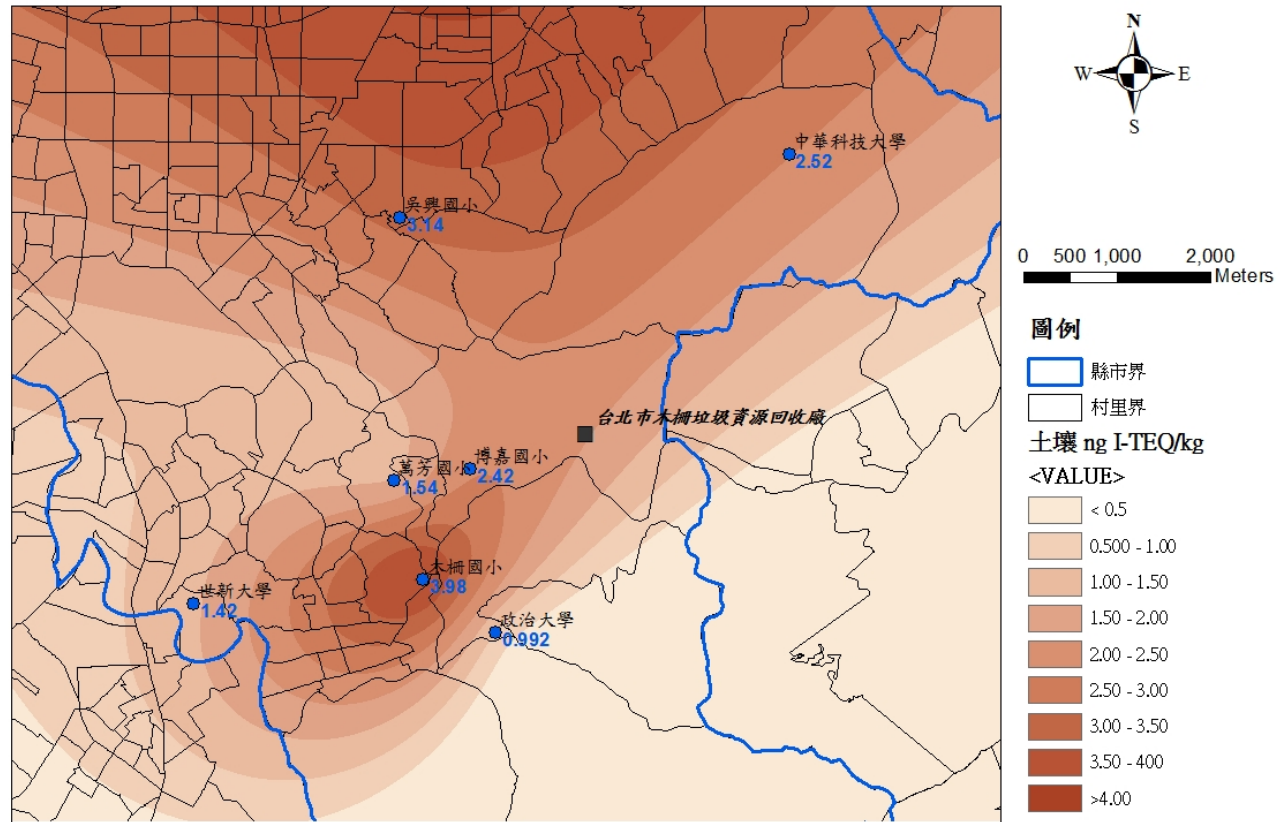 N
W
E
S
中華科技大學
2.52
吳興國小
3.14
0 500 1,000 2,000
Meters
圖例
縣市界
村里界
台北市木柵垃圾資源回收廠
土壤 ng I-TEQ/kg
<VALUE>
博嘉國小
2.42
萬芳國小
1.54
木柵國小
3.98
世新大學
1.42
政治大學
0.992
< 0.5
0.500 - 1.00
1.00 - 1.50
1.50 - 2.00
2.00 - 2.50
2.50 - 3.00
3.00 - 3.50
3.50 - 400
>4.00